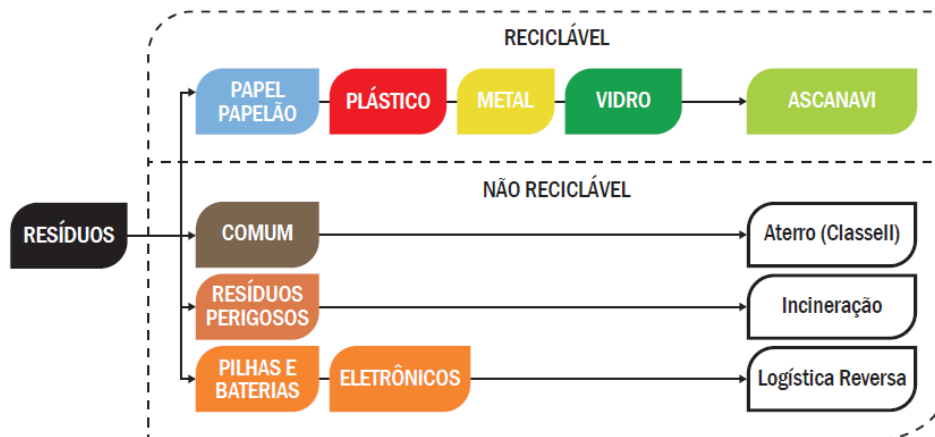 RECICLÁVEL
PAPEL
PAPELÃO
PLÁSTICO
METAL
VIDRO
ASCANAVI
NÃO RECICLÁVEL
RESÍDUOS
COMUM
Aterro (ClasseII)
RESÍDUOS
PERIGOSOS
Incineração
PILHAS E
BATERIAS
ELETRÔNICOS
Logística Reversa